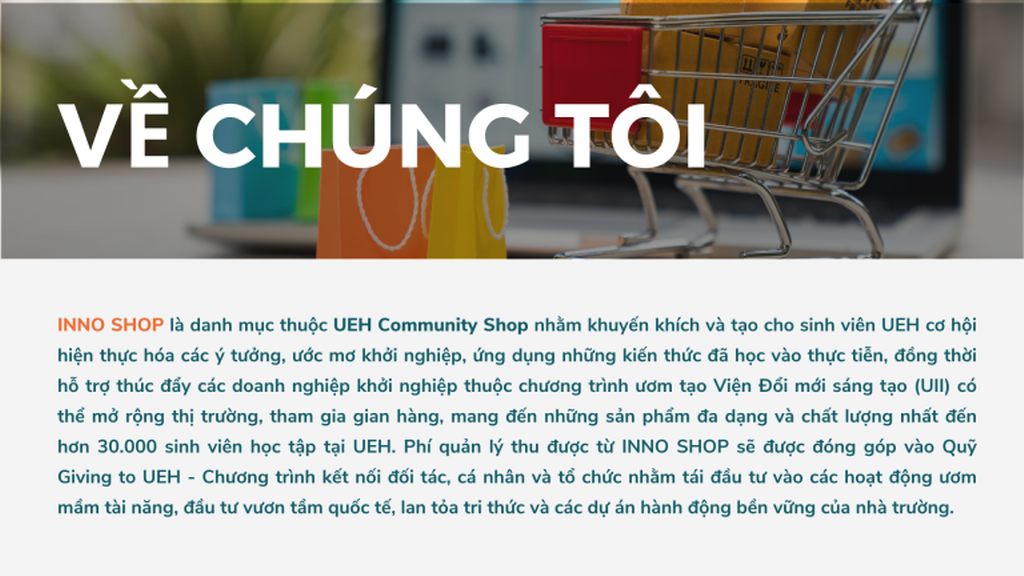 VỀ CHÚNG TÔI
FRAGILE
INNO SHOP là danh mục thuộc UEH Community Shop nhằm khuyến khích và tạo cho sinh viên UEH cơ hội
hiện thực hóa các ý tưởng, ước mơ khởi nghiệp, ứng dụng những kiến thức đã học vào thực tiễn, đồng thời
hỗ trợ thúc đẩy các doanh nghiệp khởi nghiệp thuộc chương trình ươm tạo Viện Đổi mới sáng tạo (UII) có
thể mở rộng thị trường, tham gia gian hàng, mang đến những sản phẩm đa dạng và chất lượng nhất đến
hơn 30.000 sinh viên học tập tại UEH. Phí quản lý thu được từ INNO SHOP sẽ được đóng góp vào Quỹ
Giving to UEH - Chương trình kết nối đối tác, cá nhân và tổ chức nhằm tái đầu tư vào các hoạt động ươm
mầm tài năng, đầu tư vươn tầm quốc tế, lan tỏa tri thức và các dự án hành động bền vững của nhà trường.